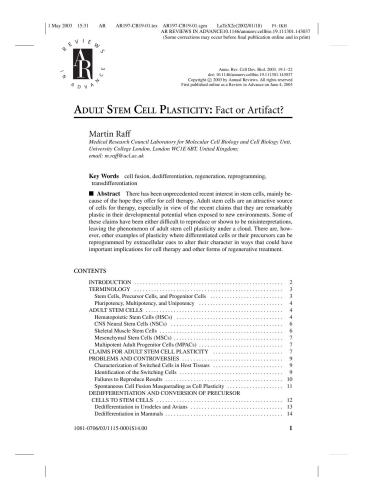 1 May 2003 15:31 AR AR197-CB19-01.tex AR197-CB19-01.sgm LaTeX2e(2002/01/18) P1: IKH
AR REVIEWS IN ADVANCE10.1146/annurev.cellbio.19.111301.143037
(Some corrections may occur before final publication online and in print)
REVIEWS
AR
IN ADVANCE
Annu. Rev. Cell Dev. Biol. 2003. 19:1–22
doi: 10.1146/annurev.cellbio.19.111301.143037
Copyright © 2003 by Annual Reviews. All rights reserved
First published online as a Review in Advance on June 4, 2003
ADULT STEM CELL PLASTICITY: Fact or Artifact?
Martin Raff
Medical Research Council Laboratory for Molecular Cell Biology and Cell Biology Unit,
University College London, London WC1E 6BT, United Kingdom;
email: m.raff@ucl.ac.uk
Key Words cell fusion, dedifferentiation, regeneration, reprogramming,
transdifferentiation
■ Abstract There has been unprecedented recent interest in stem cells, mainly be-
cause of the hope they offer for cell therapy. Adult stem cells are an attractive source
of cells for therapy, especially in view of the recent claims that they are remarkably
plastic in their developmental potential when exposed to new environments. Some of
these claims have been either difficult to reproduce or shown to be misinterpretations,
leaving the phenomenon of adult stem cell plasticity under a cloud. There are, how-
ever, other examples of plasticity where differentiated cells or their precursors can be
reprogrammed by extracellular cues to alter their character in ways that could have
important implications for cell therapy and other forms of regenerative treatment.
CONTENTS
INTRODUCTION 2
TERMINOLOGY 3
Stem Cells, Precursor Cells, and Progenitor Cells 3
Pluripotency, Multipotency, and Unipotency 4
ADULT STEM CELLS 4
Hematopoietic Stem Cells (HSCs) 4
CNS Neural Stem Cells (NSCs) 6
Skeletal Muscle Stem Cells 6
Mesenchymal Stem Cells (MSCs) 7
Multipotent Adult Progenitor Cells (MPACs) 7
CLAIMS FOR ADULT STEM CELL PLASTICITY 7
PROBLEMS AND CONTROVERSIES 9
Characterization of Switched Cells in Host Tissues 9
Identification of the Switching Cells 9
Failures to Reproduce Results 10
Spontaneous Cell Fusion Masquerading as Cell Plasticity 11
DEDIFFERENTIATION AND CONVERSION OF PRECURSOR
CELLS TO STEM CELLS 12
Dedifferentiation in Urodeles and Avians 13
Dedifferentiation in Mammals 14
1081-0706/03/1115-0001$14.00 1